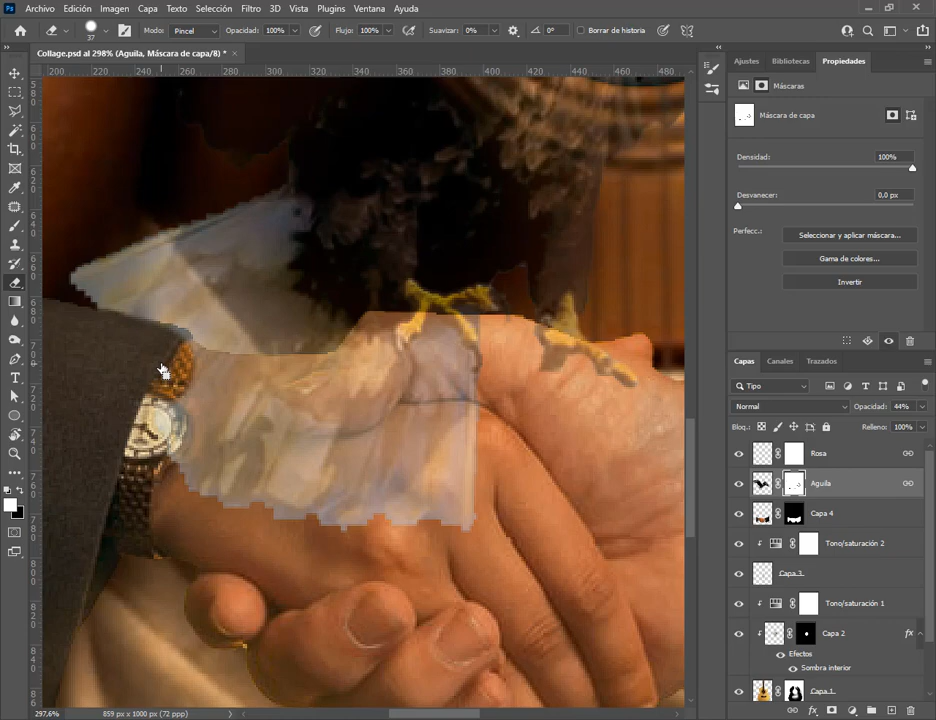 Archivo Edición Imagen Capa Texto Selección Filtro 3D Vista Plugins Ventana Ayuda
37 Modo: Pincel Opacidad: 100% Flujo: 100% Suavizar: 0% 0° Borrar de historia
Collage.psd al 298% (Aguila, Máscara de capa/8) *
200 220 240 260 280 300 320 340 360 380 400 420 440 460 480
Ajustes Bibliotecas Propiedades
Máscaras
Máscara de capa
Densidad: 100%
Desvanecer: 0,0 px
Perfecc.: Seleccionar y aplicar máscara...
Gama de colores...
Invertir
Capas Canales Trazados
Tipo
Normal Opacidad: 44%
Bloq.: Relleno: 100%
Rosa
Aguila
Capa 4
Tono/saturación 2
Capa 3
Tono/saturación 1
Capa 2 fx
Efectos
Sombra interior
Capa 1
297,6% 859 px x 1000 px (72 ppp)